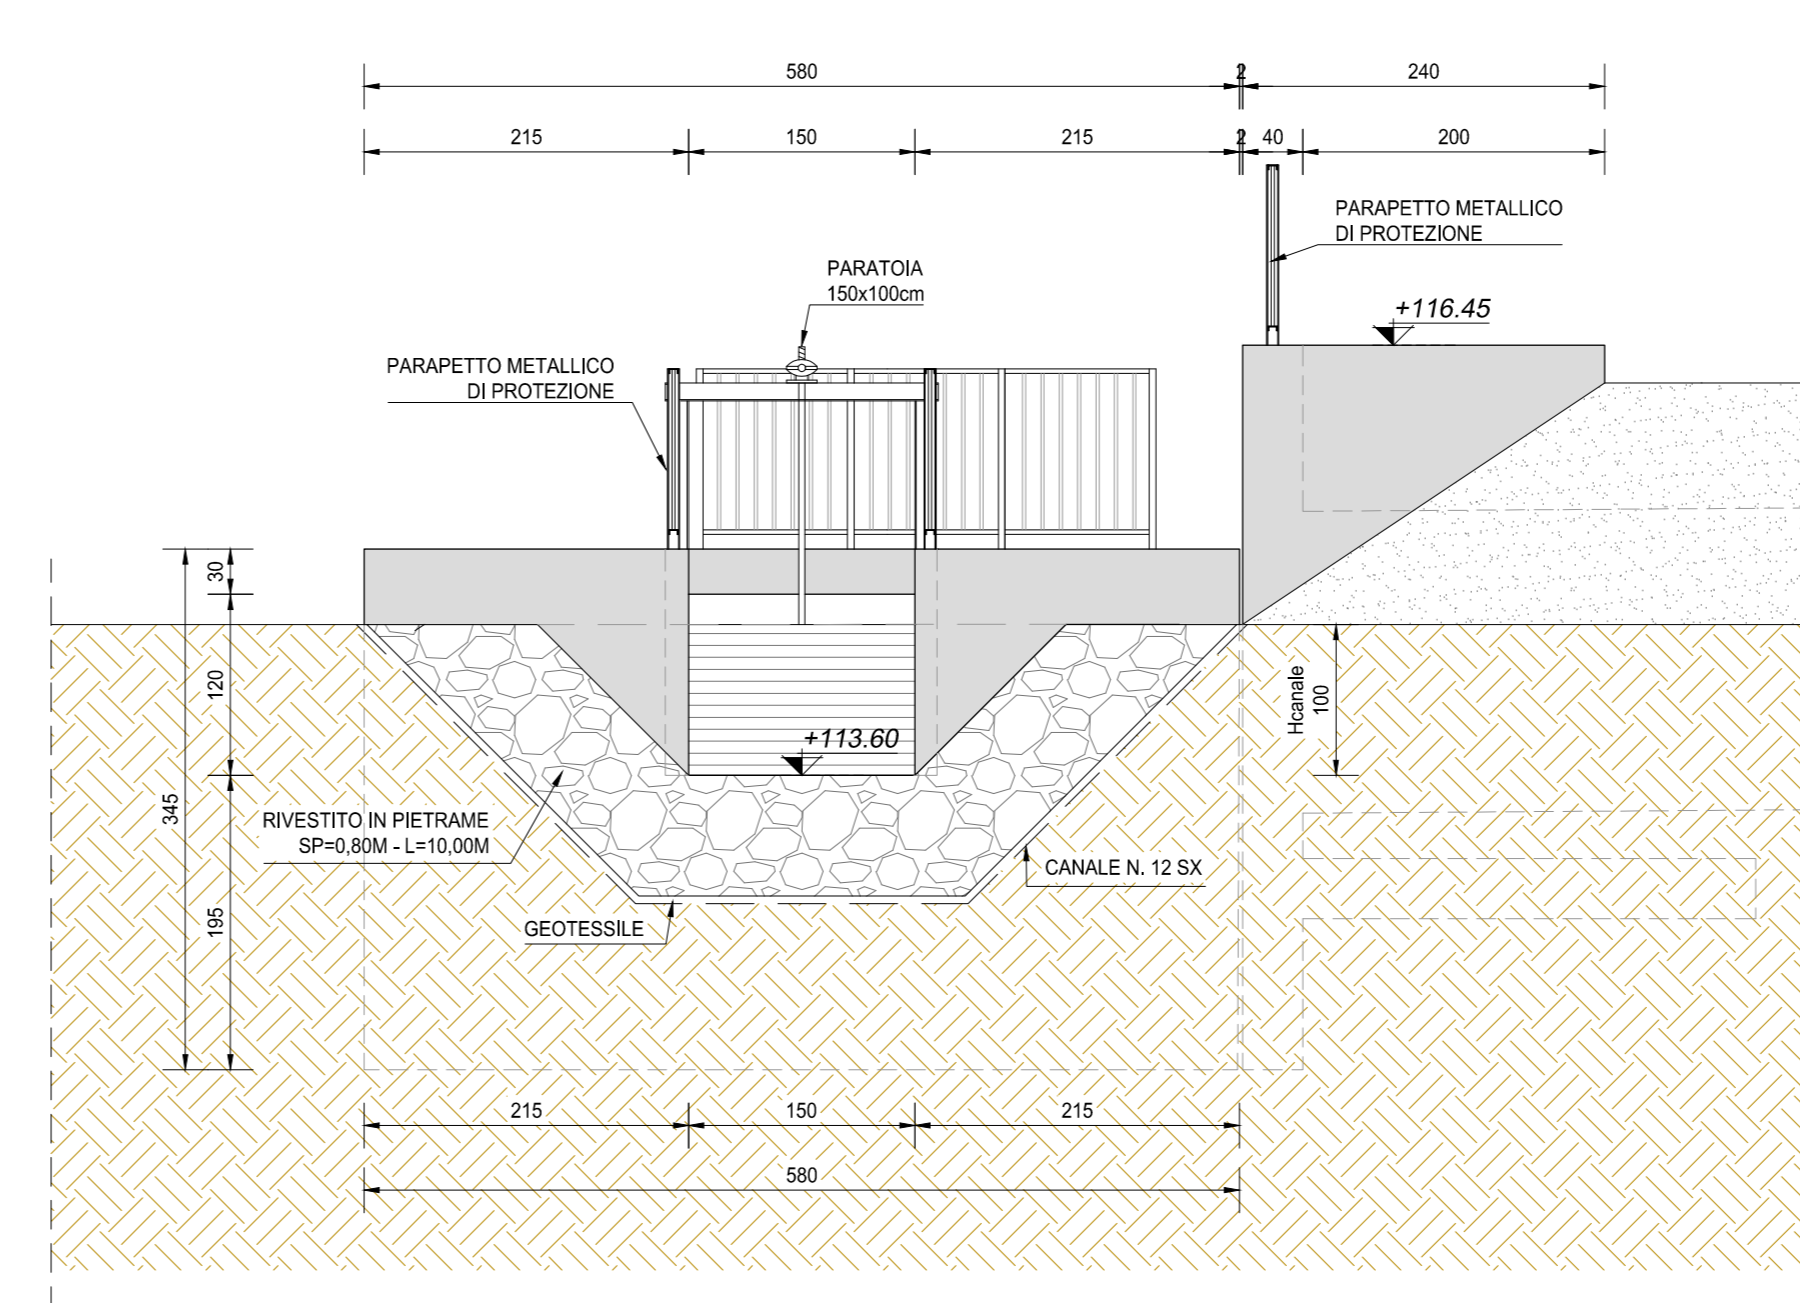 580
2
240
215
150
215
2
40
200
PARAPETTO METALLICO
DI PROTEZIONE
PARATOIA
150x100cm
+116.45
PARAPETTO METALLICO
DI PROTEZIONE
30
120
345
195
Hcanale
100
+113.60
RIVESTITO IN PIETRAME
SP=0,80M - L=10,00M
CANALE N. 12 SX
GEOTESSILE
215
150
215
580